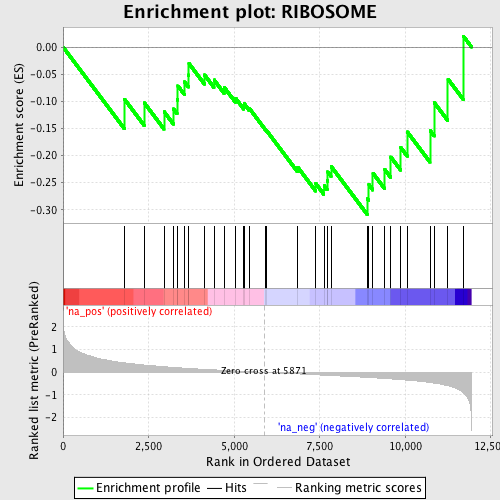 Enrichment plot: RIBOSOME
Enrichment score (ES)
0.00
-0.05
-0.10
-0.15
-0.20
-0.25
-0.30
'na_pos' (positively correlated)
Ranked list metric (PreRanked)
2
1
0
-1
-2
Zero cross at 5871
'na_neg' (negatively correlated)
0
2,500
5,000
7,500
10,000
12,500
Rank in Ordered Dataset
Enrichment profile
Hits
Ranking metric scores